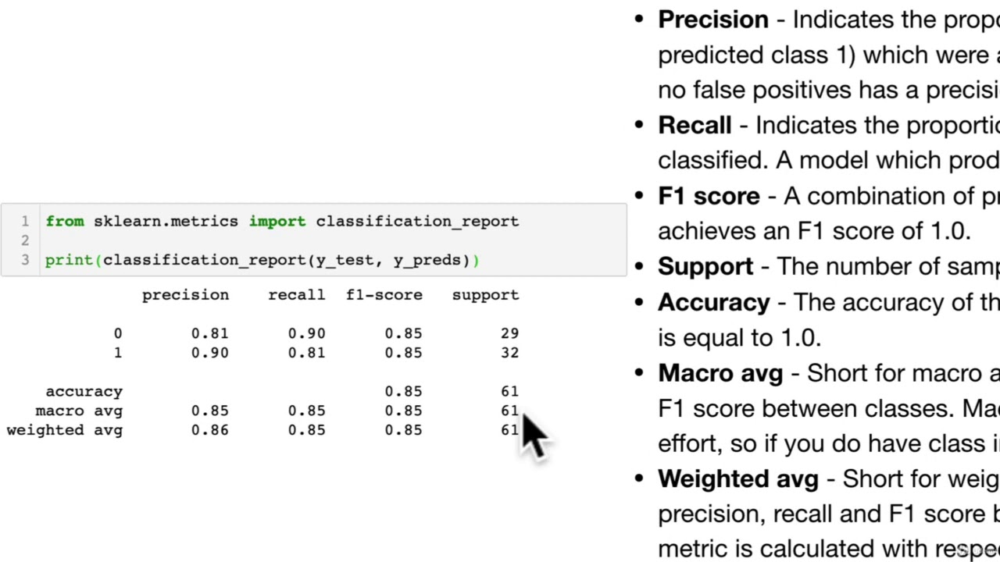 1 from sklearn.metrics import classification_report
2
3 print(classification_report(y_test, y_preds))
precision recall f1-score support
0 0.81 0.90 0.85 29
1 0.90 0.81 0.85 32
accuracy 0.85 61
macro avg 0.85 0.85 0.85 61
weighted avg 0.86 0.85 0.85 61
• Precision - Indicates the propo
predicted class 1) which were a
no false positives has a precisi
• Recall - Indicates the proportic
classified. A model which prod
• F1 score - A combination of pr
achieves an F1 score of 1.0.
• Support - The number of samp
• Accuracy - The accuracy of th
is equal to 1.0.
• Macro avg - Short for macro a
F1 score between classes. Mac
effort, so if you do have class i
• Weighted avg - Short for weig
precision, recall and F1 score b
metric is calculated with respe